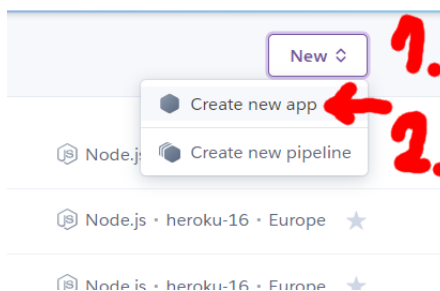 New
1.
Create new app
2.
Create new pipeline
Node.js
Node.js • heroku-16 • Europe
Node.js • heroku-16 • Europe